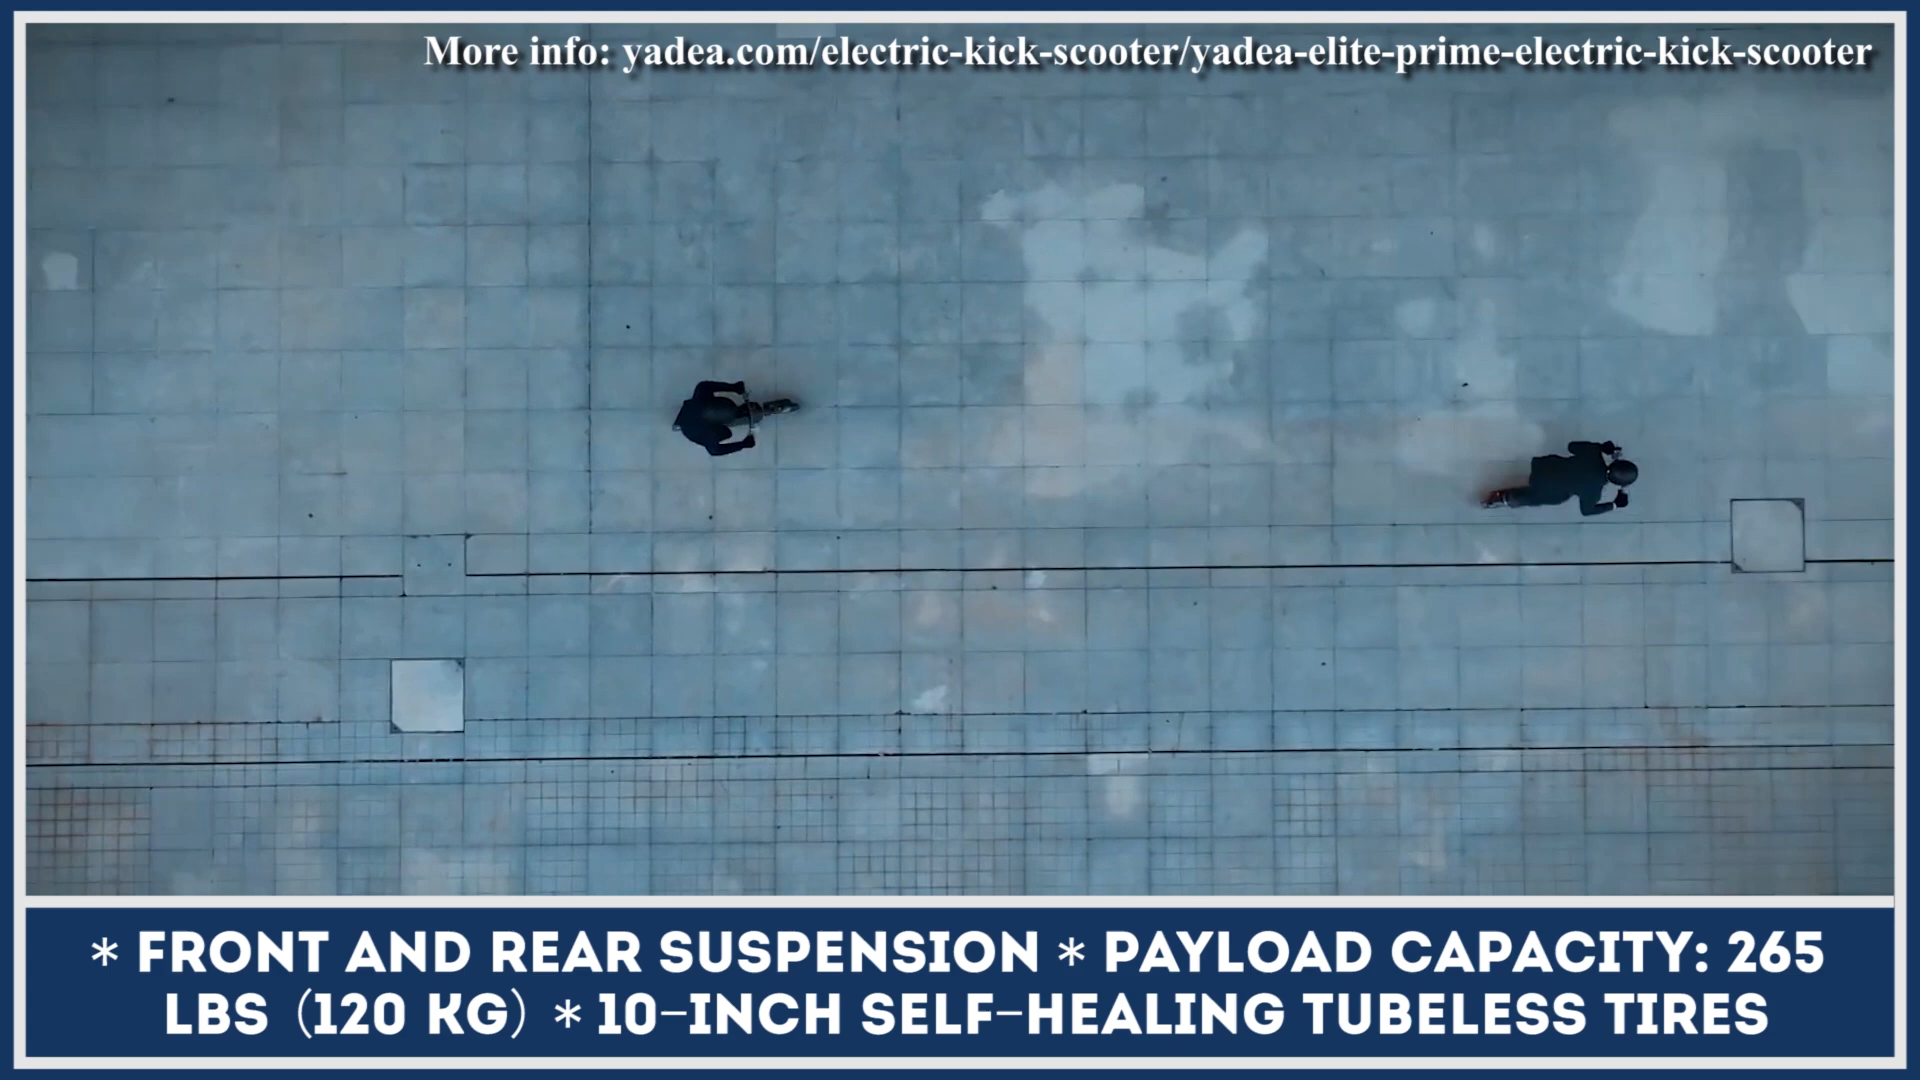 More info: yadea.com/electric-kick-scooter/yadea-elite-prime-electric-kick-scooter
* FRONT AND REAR SUSPENSION * PAYLOAD CAPACITY: 265
LBS (120 KG) * 10-INCH SELF-HEALING TUBELESS TIRES